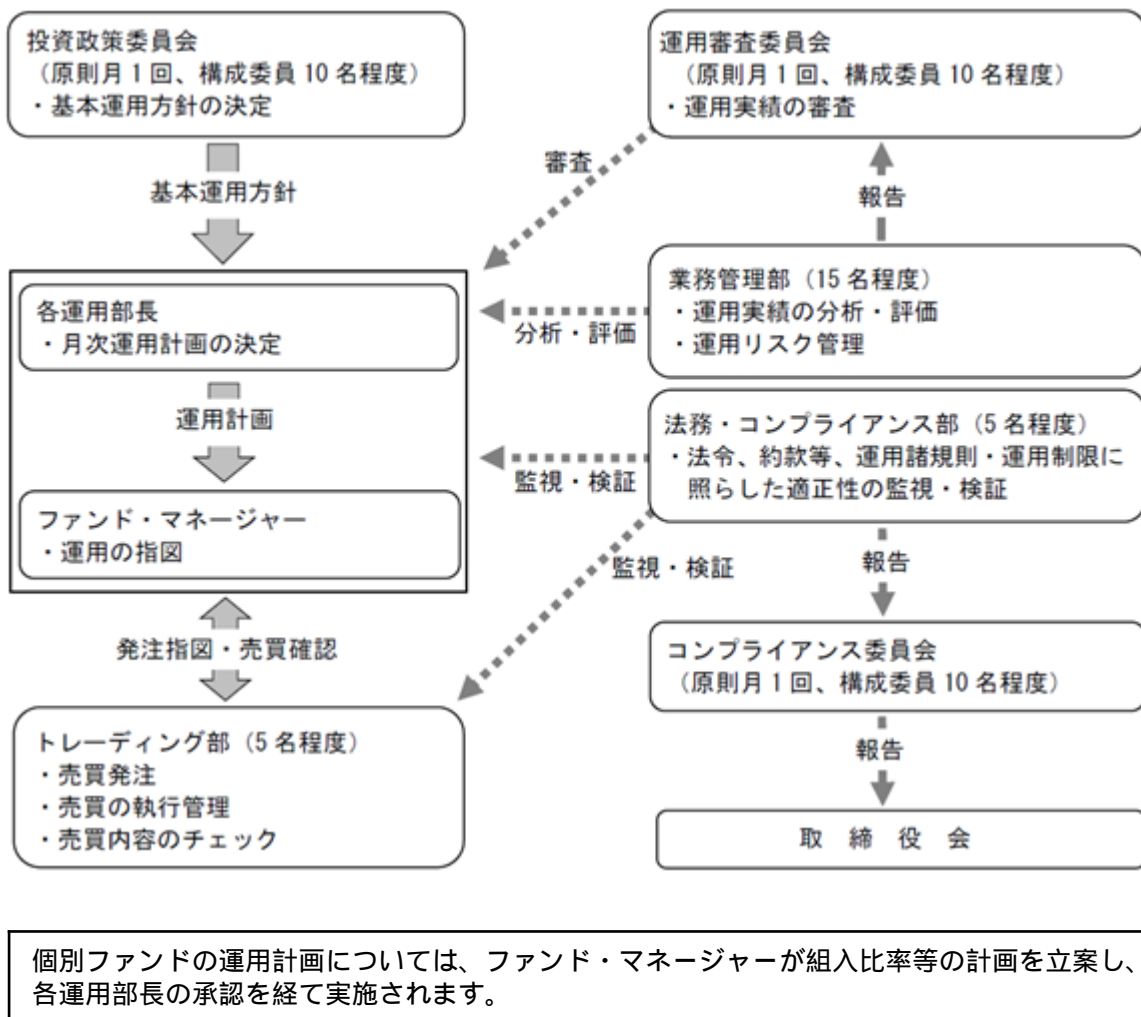 投資政策委員会
（原則月1回、構成委員10名程度）
・基本運用方針の決定
基本運用方針
各運用部長
・月次運用計画の決定
運用計画
ファンド・マネージャー
・運用の指図
発注指図・売買確認
トレーディング部（5名程度）
・売買発注
・売買の執行管理
・売買内容のチェック
運用審査委員会
（原則月1回、構成委員10名程度）
・運用実績の審査
審査
報告
業務管理部（15名程度）
・運用実績の分析・評価
・運用リスク管理
分析・評価
法務・コンプライアンス部（5名程度）
・法令、約款等、運用諸規則・運用制限に
照らした適正性の監視・検証
監視・検証
監視・検証
報告
コンプライアンス委員会
（原則月1回、構成委員10名程度）
報告
取締役会
個別ファンドの運用計画については、ファンド・マネージャーが組入比率等の計画を立案し、
各運用部長の承認を経て実施されます。